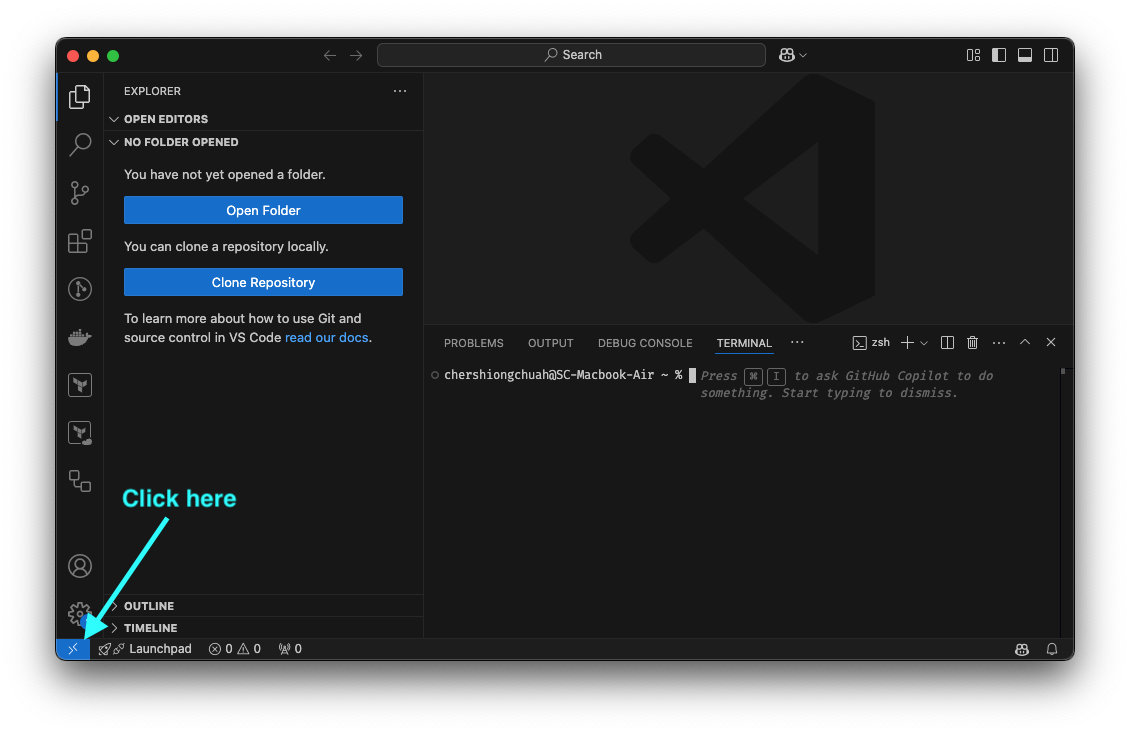 Search
EXPLORER
OPEN EDITORS
NO FOLDER OPENED
You have not yet opened a folder.
Open Folder
You can clone a repository locally.
Clone Repository
To learn more about how to use Git and
source control in VS Code read our docs.
PROBLEMS OUTPUT DEBUG CONSOLE TERMINAL
zsh
chershiongchuah@SC-Macbook-Air ~ % Press ⌘ I to ask GitHub Copilot to do
something. Start typing to dismiss.
Click here
OUTLINE
TIMELINE
Launchpad 0 0 0